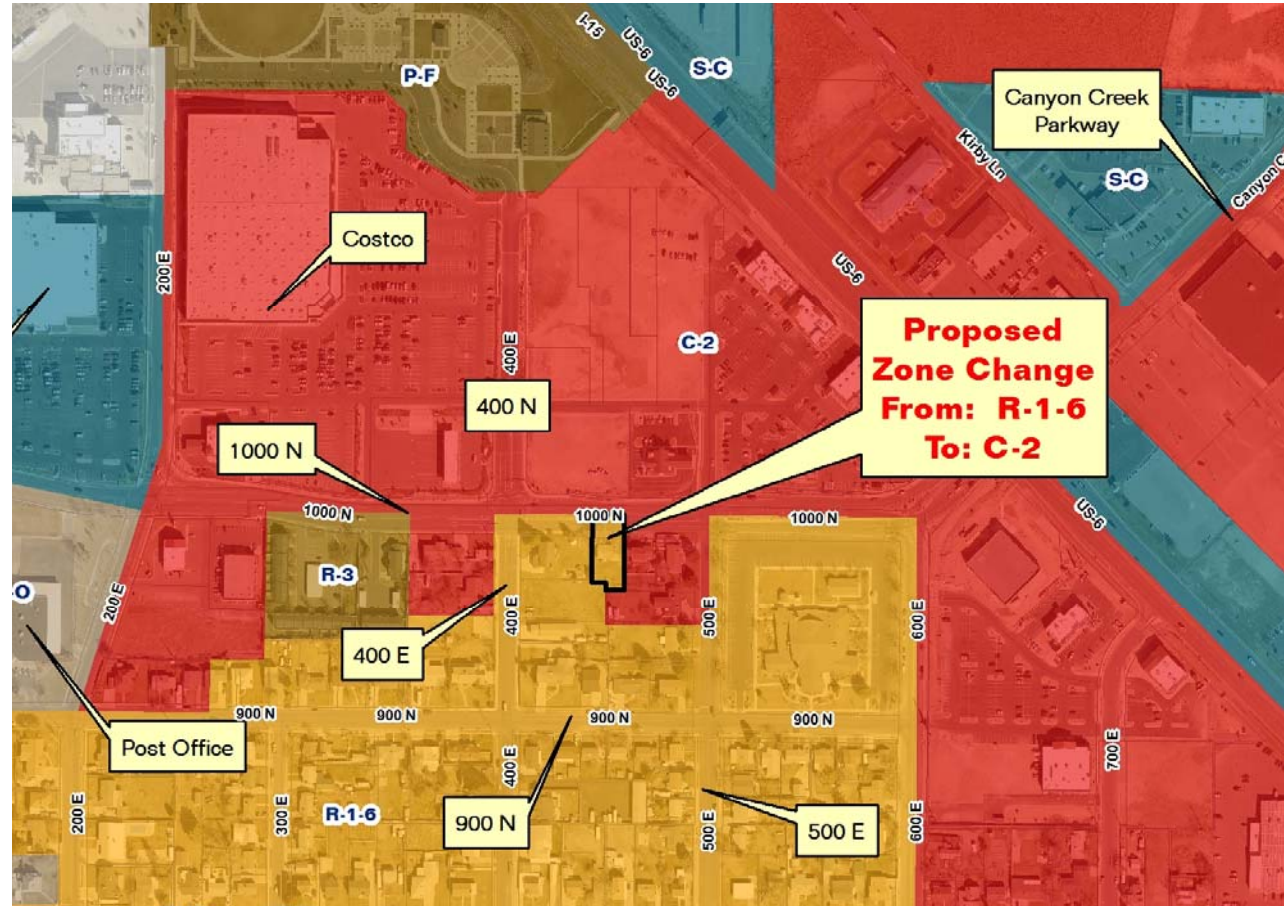 I-15
US-6
US-6
S-C
P-F
Canyon Creek
Parkway
Kirby Ln
S-C
Canyon C
Costco
200 E
US-6
400 E
C-2
Proposed
Zone Change
From: R-1-6
To: C-2
400 N
1000 N
1000 N
1000 N
1000 N
US-6
R-3
-O
200 E
400 E
400 E
500 E
600 E
900 N
900 N
900 N
900 N
Post Office
400 E
700 E
200 E
300 E
R-1-6
900 N
500 E
500 E
600 E